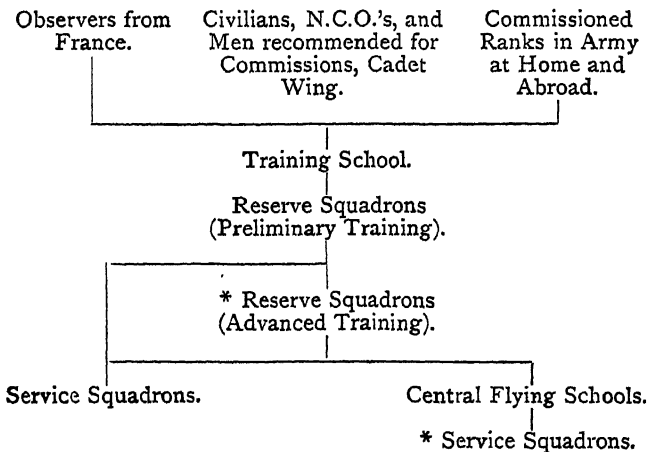 Observers from
France.
Civilians, N.C.O.'s, and
Men recommended for
Commissions, Cadet
Wing.
Commissioned
Ranks in Army
at Home and
Abroad.
Training School.
Reserve Squadrons
(Preliminary Training).
* Reserve Squadrons
(Advanced Training).
Service Squadrons.
Central Flying Schools.
* Service Squadrons.